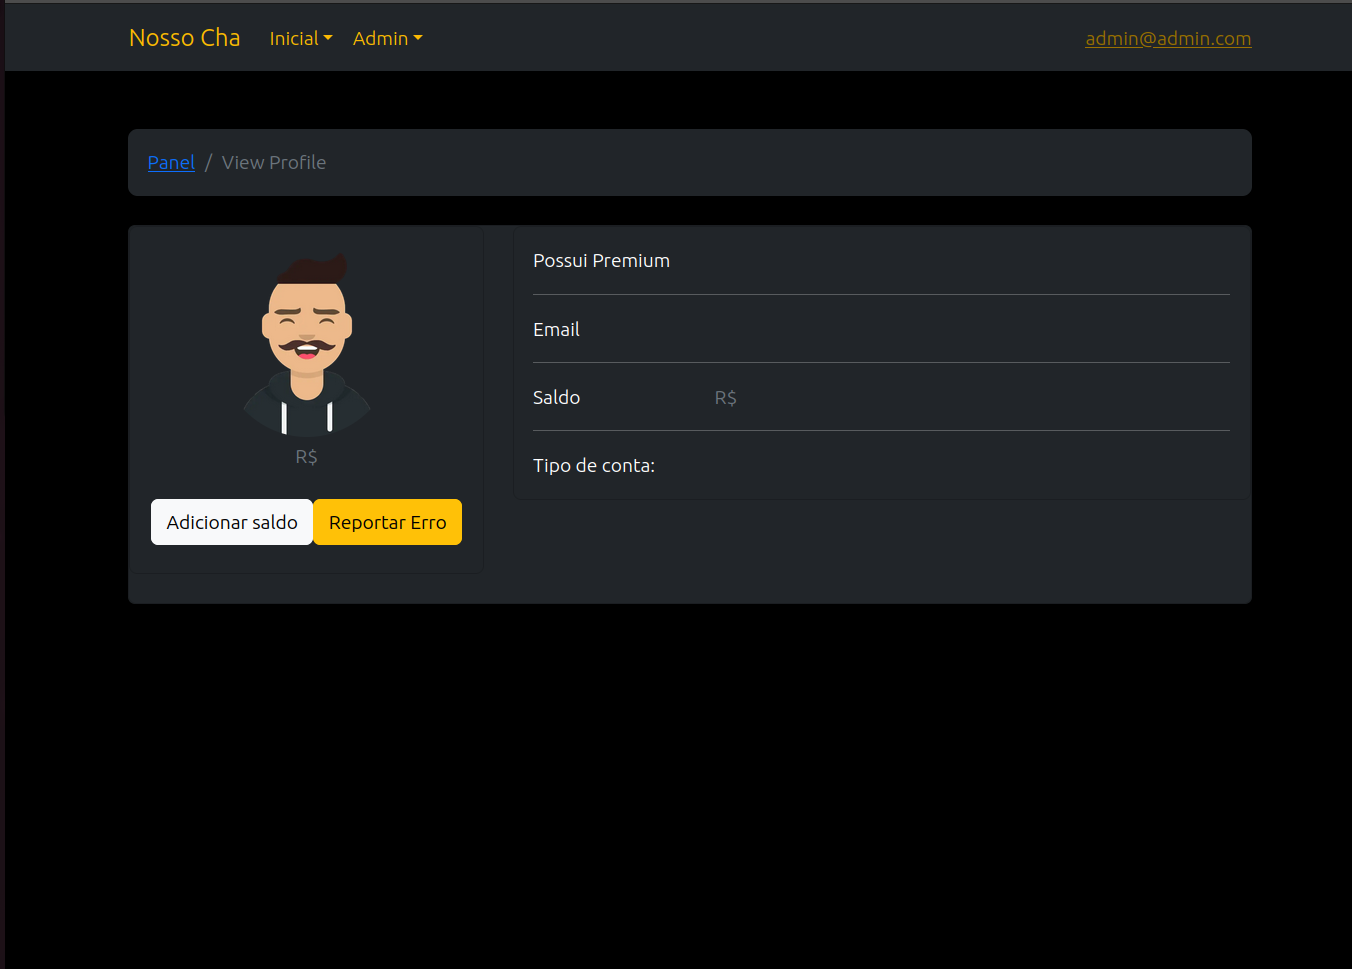 Nosso Cha Inicial Admin admin@admin.com
Panel / View Profile
R$
Adicionar saldo Reportar Erro
Possui Premium
Email
Saldo R$
Tipo de conta: